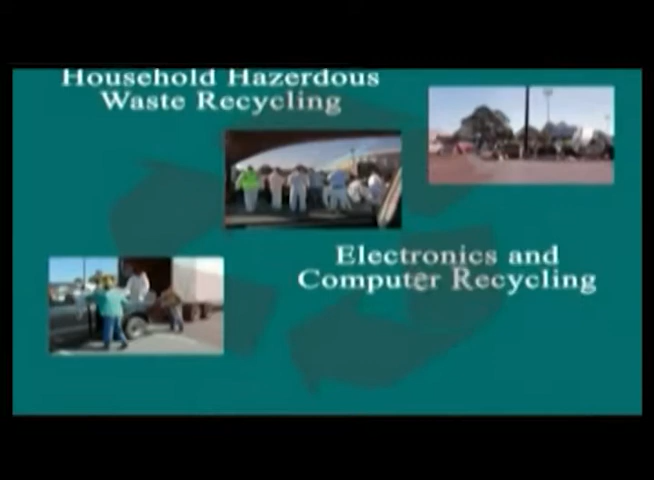 Household Hazerdous
Waste Recycling
Electronics and
Computer Recycling